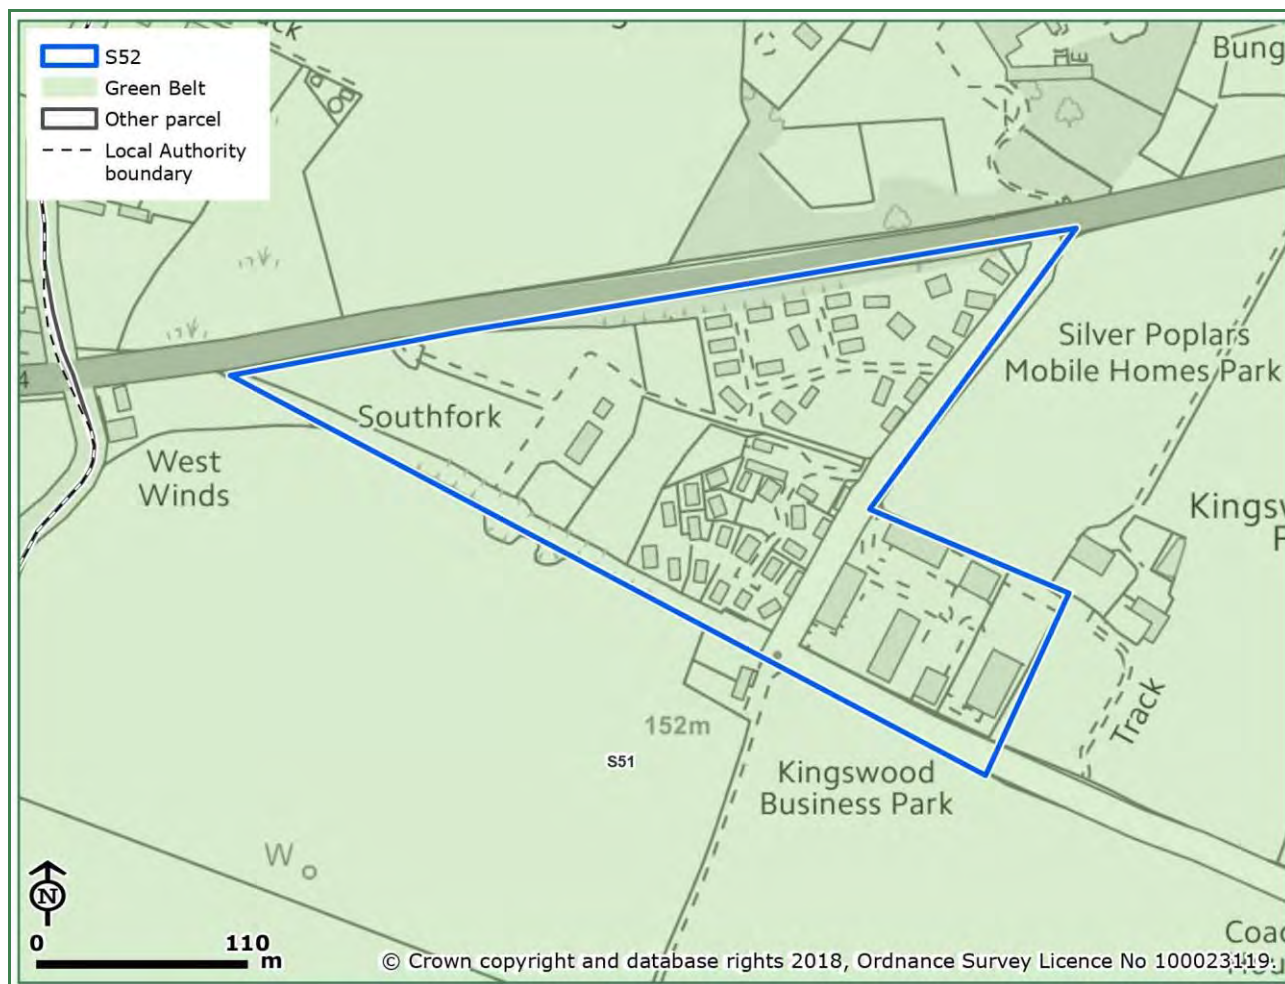 S52
Green Belt
Other parcel
Local Authority
boundary
Bung
Silver Poplars
Mobile Homes Park
4
Southfork
West
Winds
Kingsw
F
152m
S51
Track
Kingswood
Business Park
W
N
0 110
m
Coac
© Crown copyright and database rights 2018, Ordnance Survey Licence No 100023119.